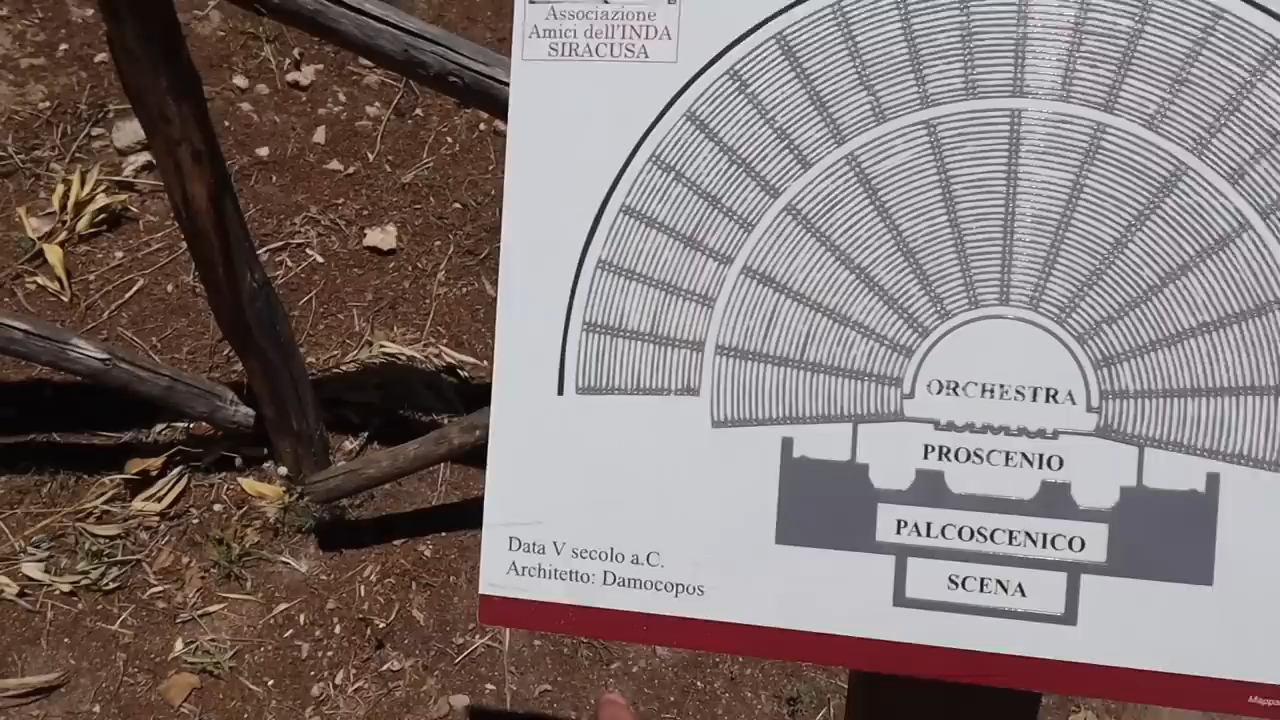 Associazione
Amici dell'INDA
SIRACUSA
ORCHESTRA
PROSCENIO
PALCOSCENICO
SCENA
Data V secolo a.C.
Architetto: Damocopos